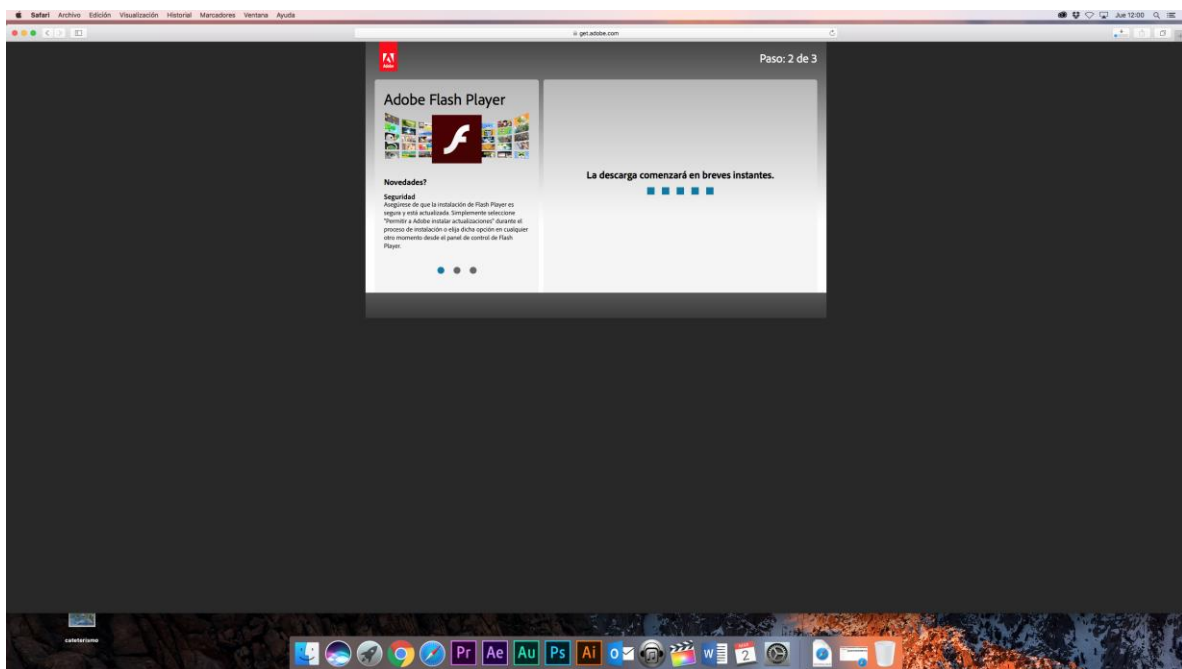 Safari Archivo Edición Visualización Historial Marcadores Ventana Ayuda
Jue 12:00
get.adobe.com
Adobe
Paso: 2 de 3
Adobe Flash Player
Novedades?
Seguridad
Asegúrese de que la instalación de Flash Player es
segura y está actualizada. Simplemente seleccione
"Permitir a Adobe instalar actualizaciones" durante el
proceso de instalación o elija dicha opción en cualquier
otro momento desde el panel de control de Flash
Player.
La descarga comenzará en breves instantes.
cateterismo
Pr Ae Au Ps Ai
2